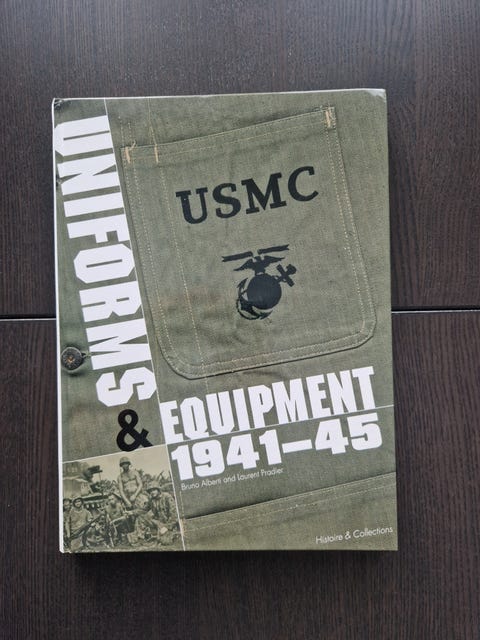 USMC
UNIFORMS
& EQUIPMENT
1941–45
Bruno Alberti and Laurent Pradier
Histoire & Collections